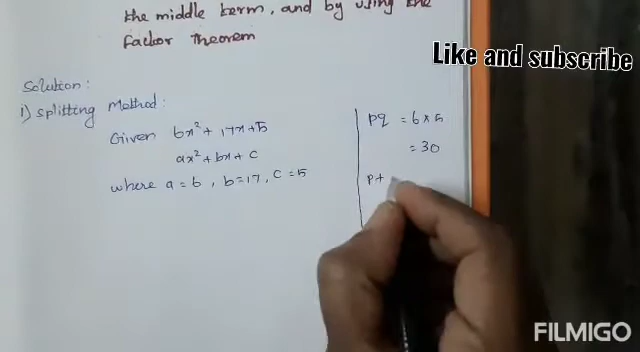 the middle term, and by using the
factor theorem
Like and subscribe
Solution:
1) Splitting Method:
Given 6x² + 17x + 5
ax² + bx + c
where a = 6, b = 17, c = 5
pq = 6 × 5
= 30
p +
FILMIGO